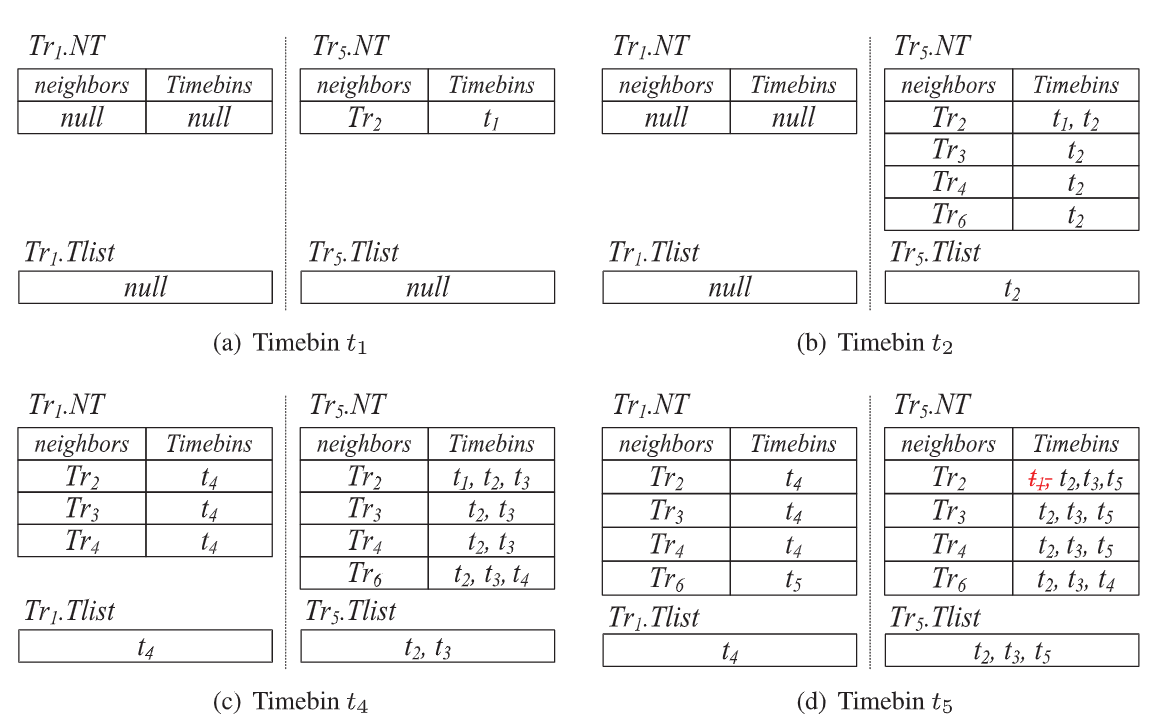 Tr1.NT
neighbors Timebins
null null
Tr1.Tlist
null
Tr5.NT
neighbors Timebins
Tr2 t1
Tr5.Tlist
null
(a) Timebin t1
Tr1.NT
neighbors Timebins
null null
Tr1.Tlist
null
Tr5.NT
neighbors Timebins
Tr2 t1, t2
Tr3 t2
Tr4 t2
Tr6 t2
Tr5.Tlist
t2
(b) Timebin t2
Tr1.NT
neighbors Timebins
Tr2 t4
Tr3 t4
Tr4 t4
Tr1.Tlist
t4
Tr5.NT
neighbors Timebins
Tr2 t1, t2, t3
Tr3 t2, t3
Tr4 t2, t3
Tr6 t2, t3, t4
Tr5.Tlist
t2, t3
(c) Timebin t4
Tr1.NT
neighbors Timebins
Tr2 t4
Tr3 t4
Tr4 t4
Tr6 t5
Tr1.Tlist
t4
Tr5.NT
neighbors Timebins
Tr2 t1, t2,t3,t5
Tr3 t2, t3, t5
Tr4 t2, t3, t5
Tr6 t2, t3, t4
Tr5.Tlist
t2, t3, t5
(d) Timebin t5